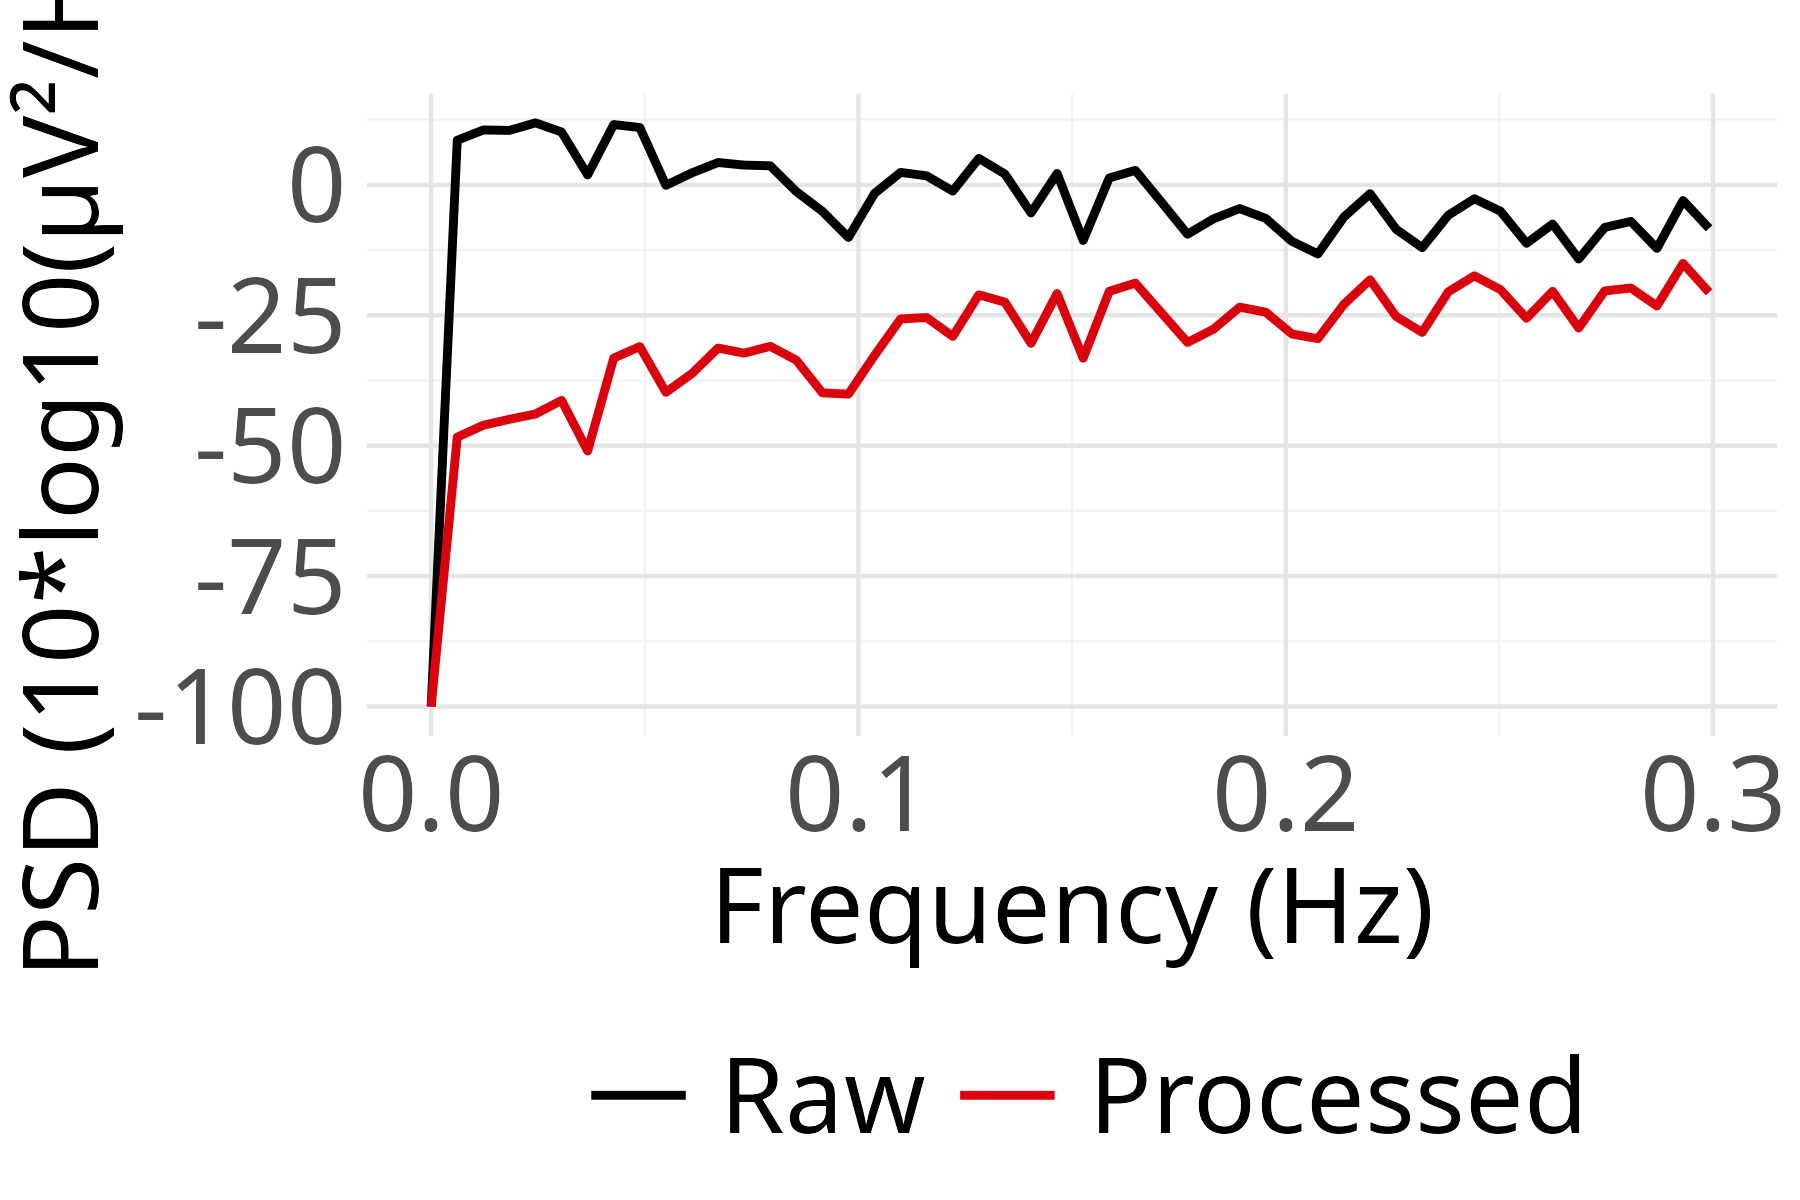 PSD (10*log10(µV²/H
0
-25
-50
-75
-100
0.0 0.1 0.2 0.3
Frequency (Hz)
Raw Processed